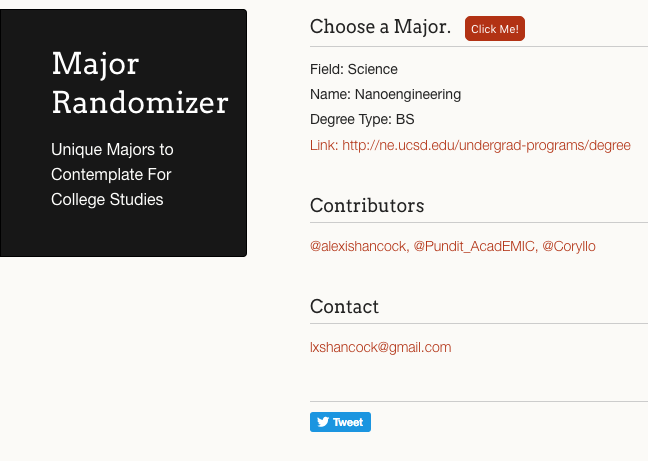 Major
Randomizer
Unique Majors to
Contemplate For
College Studies
Choose a Major.
Click Me!
Field: Science
Name: Nanoengineering
Degree Type: BS
Link: http://ne.ucsd.edu/undergrad-programs/degree
Contributors
@alexishancock, @Pundit_AcadEMIC, @Coryllo
Contact
lxshancock@gmail.com
Tweet